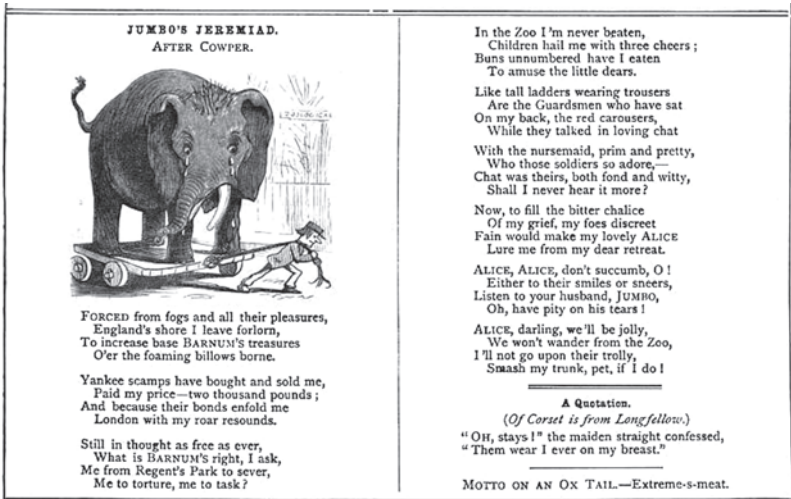 JUMBO'S JEREMIAD.
AFTER COWPER.
FORCED from fogs and all their pleasures,
England's shore I leave forlorn,
To increase base BARNUM'S treasures
O'er the foaming billows borne.
Yankee scamps have bought and sold me,
Paid my price—two thousand pounds;
And because their bonds enfold me
London with my roar resounds.
Still in thought as free as ever,
What is BARNUM'S right, I ask,
Me from Regent's Park to sever,
Me to torture, me to task?
In the Zoo I'm never beaten,
Children hail me with three cheers;
Buns unnumbered have I eaten
To amuse the little dears.
Like tall ladders wearing trousers
Are the Guardsmen who have sat
On my back, the red carousers,
While they talked in loving chat
With the nursemaid, prim and pretty,
Who those soldiers so adore,—
Chat was theirs, both fond and witty,
Shall I never hear it more?
Now, to fill the bitter chalice
Of my grief, my foes discreet
Fain would make my lovely ALICE
Lure me from my dear retreat.
ALICE, ALICE, don't succumb, O!
Either to their smiles or sneers,
Listen to your husband, JUMBO,
Oh, have pity on his tears!
ALICE, darling, we'll be jolly,
We won't wander from the Zoo,
I'll not go upon their trolly,
Smash my trunk, pet, if I do!
A Quotation.
(Of Corset is from Longfellow.)
"OH, stays!" the maiden straight confessed,
"Them wear I ever on my breast."
MOTTO ON AN OX TAIL.—Extreme-s-meat.